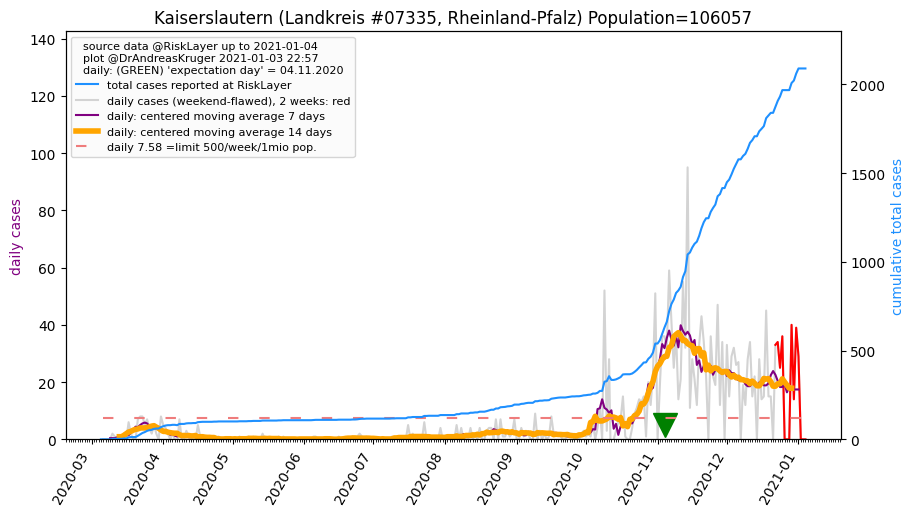 Kaiserslautern (Landkreis #07335, Rheinland-Pfalz) Population=106057
source data @RiskLayer up to 2021-01-04
plot @DrAndreasKruger 2021-01-03 22:57
daily: (GREEN) 'expectation day' = 04.11.2020
total cases reported at RiskLayer
daily cases (weekend-flawed), 2 weeks: red
daily: centered moving average 7 days
daily: centered moving average 14 days
daily 7.58 =limit 500/week/1mio pop.
daily cases
140
120
100
80
60
40
20
0
cumulative total cases
2000
1500
1000
500
0
2020-03
2020-04
2020-05
2020-06
2020-07
2020-08
2020-09
2020-10
2020-11
2020-12
2021-01